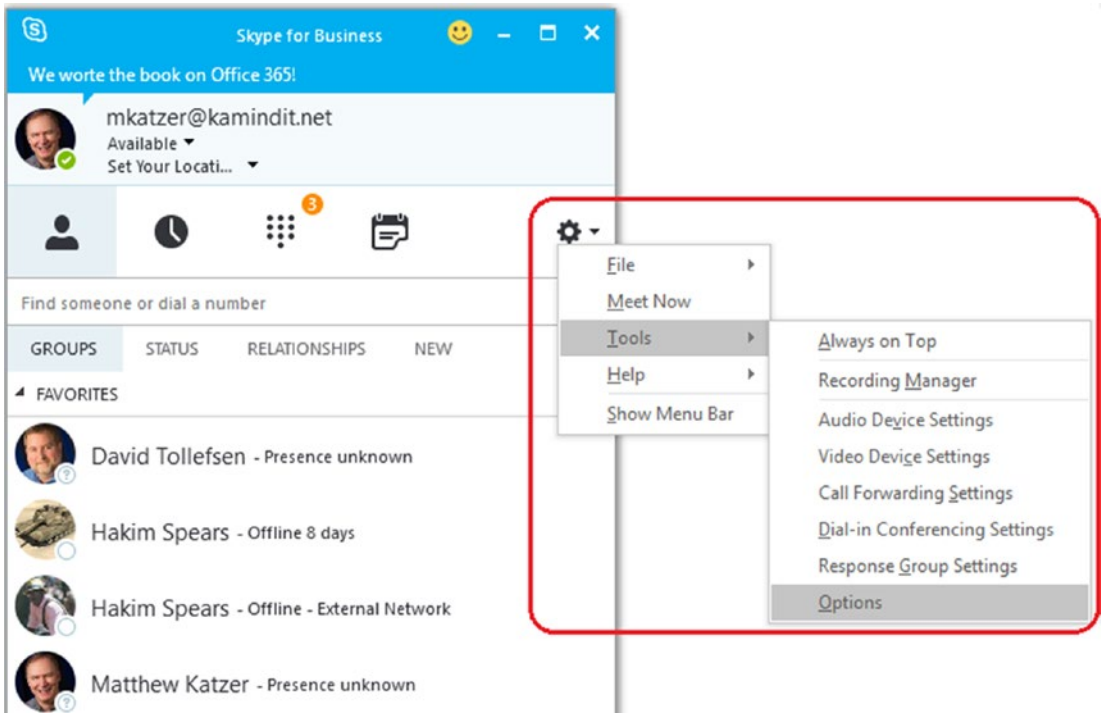 Skype for Business
We worte the book on Office 365!
mkatzer@kamindit.net
Available
Set Your Locati...
3
Find someone or dial a number
GROUPS STATUS RELATIONSHIPS NEW
FAVORITES
David Tollefsen - Presence unknown
Hakim Spears - Offline 8 days
Hakim Spears - Offline - External Network
Matthew Katzer - Presence unknown
File
Meet Now
Tools
Help
Show Menu Bar
Always on Top
Recording Manager
Audio Device Settings
Video Device Settings
Call Forwarding Settings
Dial-in Conferencing Settings
Response Group Settings
Options